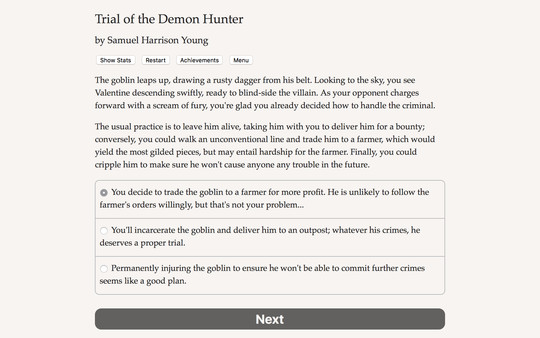 Trial of the Demon Hunter
by Samuel Harrison Young
Show Stats Restart Achievements Menu
The goblin leaps up, drawing a rusty dagger from his belt. Looking to the sky, you see
Valentine descending swiftly, ready to blind-side the villain. As your opponent charges
forward with a scream of fury, you're glad you already decided how to handle the criminal.
The usual practice is to leave him alive, taking him with you to deliver him for a bounty;
conversely, you could walk an unconventional line and trade him to a farmer, which would
yield the most gilded pieces, but may entail hardship for the farmer. Finally, you could
cripple him to make sure he won't cause anyone any trouble in the future.
You decide to trade the goblin to a farmer for more profit. He is unlikely to follow the
farmer's orders willingly, but that's not your problem...
You'll incarcerate the goblin and deliver him to an outpost; whatever his crimes, he
deserves a proper trial.
Permanently injuring the goblin to ensure he won't be able to commit further crimes
seems like a good plan.
Next